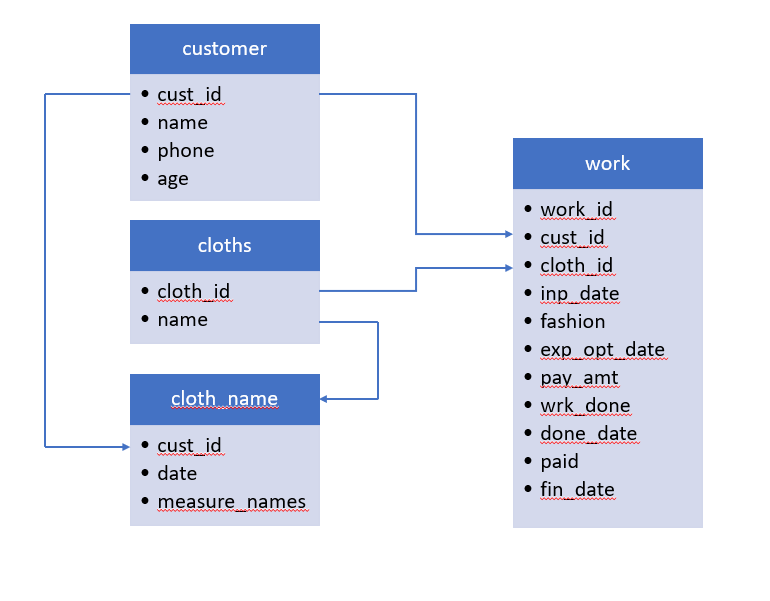 customer
• cust_id
• name
• phone
• age
cloths
• cloth_id
• name
cloth_name
• cust_id
• date
• measure_names
work
• work_id
• cust_id
• cloth_id
• inp_date
• fashion
• exp_opt_date
• pay_amt
• wrk_done
• done_date
• paid
• fin_date